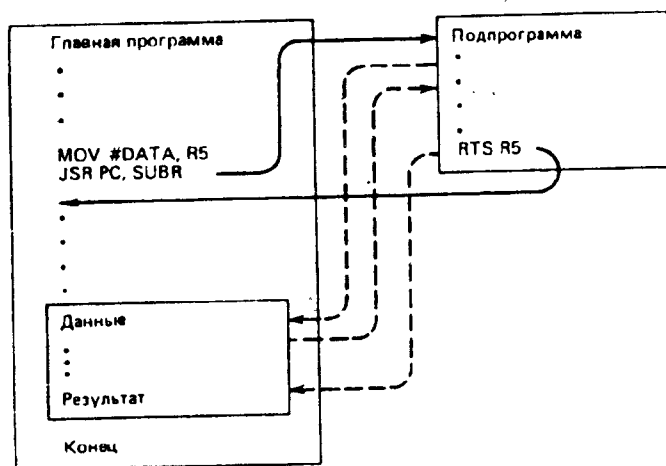 Главная программа
MOV #DATA, R5
JSR PC, SUBR
Данные
Результат
Конец
Подпрограмма
RTS R5